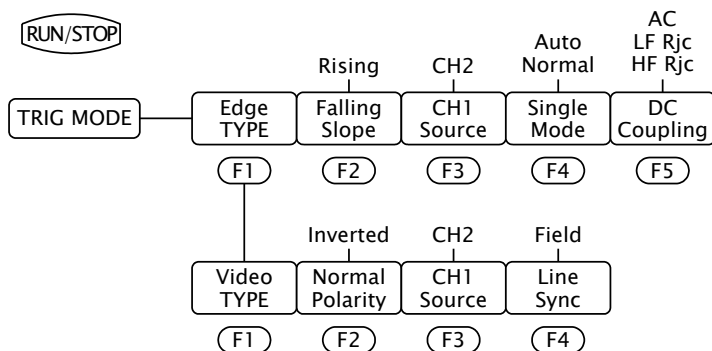 RUN/STOP
AC
Auto LF Rjc
Rising CH2 Normal HF Rjc
TRIG MODE
Edge Falling CH1 Single DC
TYPE Slope Source Mode Coupling
F1 F2 F3 F4 F5
Inverted CH2 Field
Video Normal CH1 Line
TYPE Polarity Source Sync
F1 F2 F3 F4